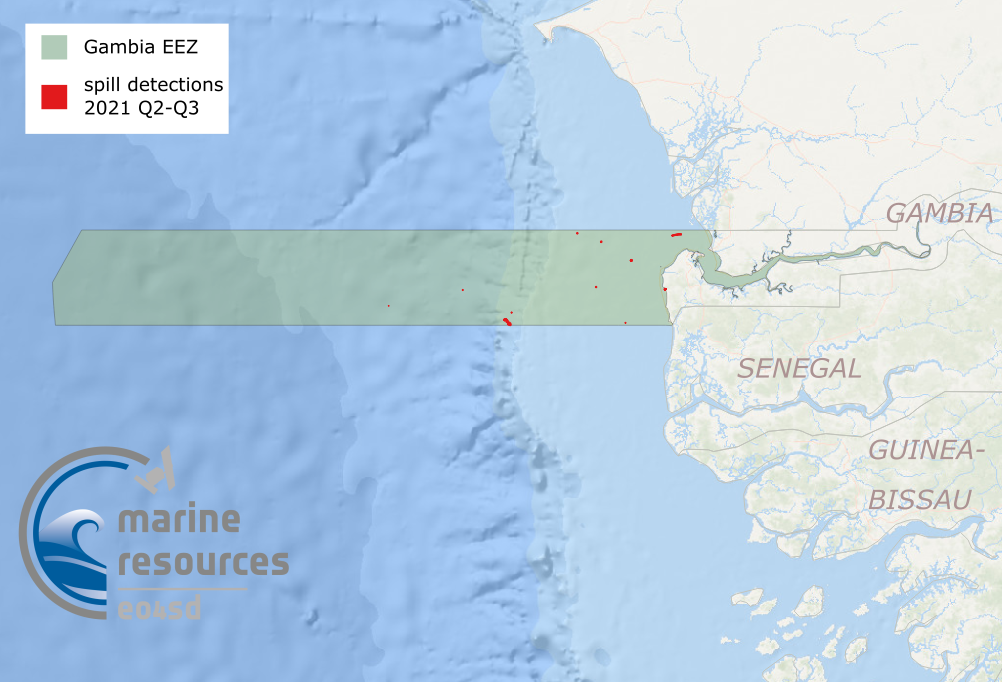 Gambia EEZ
spill detections
2021 Q2-Q3
GAMBIA
SENEGAL
GUINEA-
BISSAU
marine
resources
eo4sd